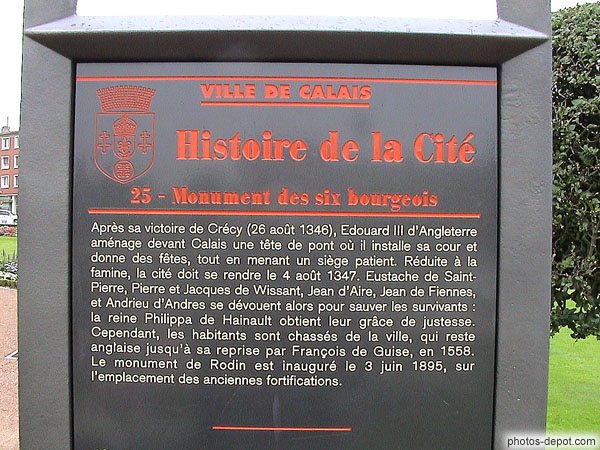 VILLE DE CALAIS
Histoire de la Cité
25 - Monument des six bourgeois
Après sa victoire de Crécy (26 août 1346), Edouard III d'Angleterre
aménage devant Calais une tête de pont où il installe sa cour et
donne des fêtes, tout en menant un siège patient. Réduite à la
famine, la cité doit se rendre le 4 août 1347. Eustache de Saint-
Pierre, Pierre et Jacques de Wissant, Jean d'Aire, Jean de Fiennes,
et Andrieu d'Andres se dévouent alors pour sauver les survivants :
la reine Philippa de Hainault obtient leur grâce de justesse.
Cependant, les habitants sont chassés de la ville, qui reste
anglaise jusqu'à sa reprise par François de Guise, en 1558.
Le monument de Rodin est inauguré le 3 juin 1895, sur
l'emplacement des anciennes fortifications.
photos-depot.com